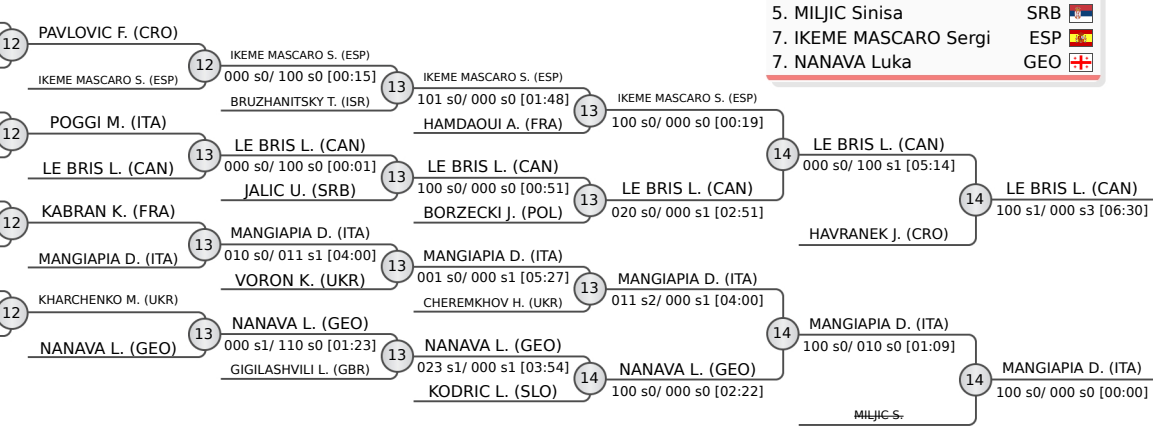 5. MILJIC Sinisa SRB
7. IKEME MASCARO Sergi ESP
7. NANAVA Luka GEO
12
PAVLOVIC F. (CRO)
IKEME MASCARO S. (ESP)
12
IKEME MASCARO S. (ESP)
000 s0/ 100 s0 [00:15]
BRUZHANITSKY T. (ISR)
13
IKEME MASCARO S. (ESP)
101 s0/ 000 s0 [01:48]
HAMDAOUI A. (FRA)
13
IKEME MASCARO S. (ESP)
100 s0/ 000 s0 [00:19]
12
POGGI M. (ITA)
LE BRIS L. (CAN)
13
LE BRIS L. (CAN)
000 s0/ 100 s0 [00:01]
JALIC U. (SRB)
13
LE BRIS L. (CAN)
100 s0/ 000 s0 [00:51]
BORZECKI J. (POL)
13
LE BRIS L. (CAN)
020 s0/ 000 s1 [02:51]
14
LE BRIS L. (CAN)
000 s0/ 100 s1 [05:14]
HAVRANEK J. (CRO)
14
LE BRIS L. (CAN)
100 s1/ 000 s3 [06:30]
12
KABRAN K. (FRA)
MANGIAPIA D. (ITA)
13
MANGIAPIA D. (ITA)
010 s0/ 011 s1 [04:00]
VORON K. (UKR)
13
MANGIAPIA D. (ITA)
001 s0/ 000 s1 [05:27]
CHEREMKHOV H. (UKR)
13
MANGIAPIA D. (ITA)
011 s2/ 000 s1 [04:00]
12
KHARCHENKO M. (UKR)
NANAVA L. (GEO)
13
NANAVA L. (GEO)
000 s1/ 110 s0 [01:23]
GIGILASHVILI L. (GBR)
13
NANAVA L. (GEO)
023 s1/ 000 s1 [03:54]
KODRIC L. (SLO)
14
NANAVA L. (GEO)
100 s0/ 000 s0 [02:22]
14
MANGIAPIA D. (ITA)
100 s0/ 010 s0 [01:09]
MILJIC S.
14
MANGIAPIA D. (ITA)
100 s0/ 000 s0 [00:00]